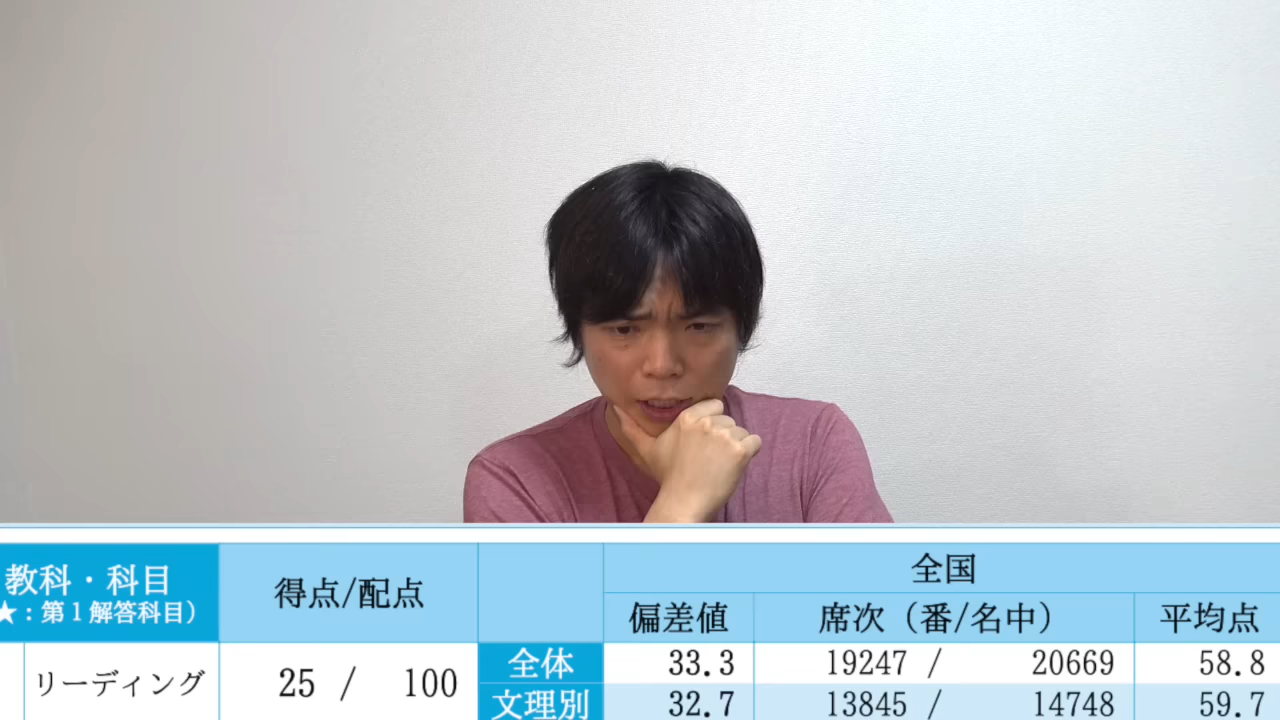 教科・科目
★:第1解答科目)
得点/配点
全国
偏差値
席次(番/名中)
平均点
リーディング
25 / 100
全体
33.3
19247 / 20669
58.8
文理別
32.7
13845 / 14748
59.7